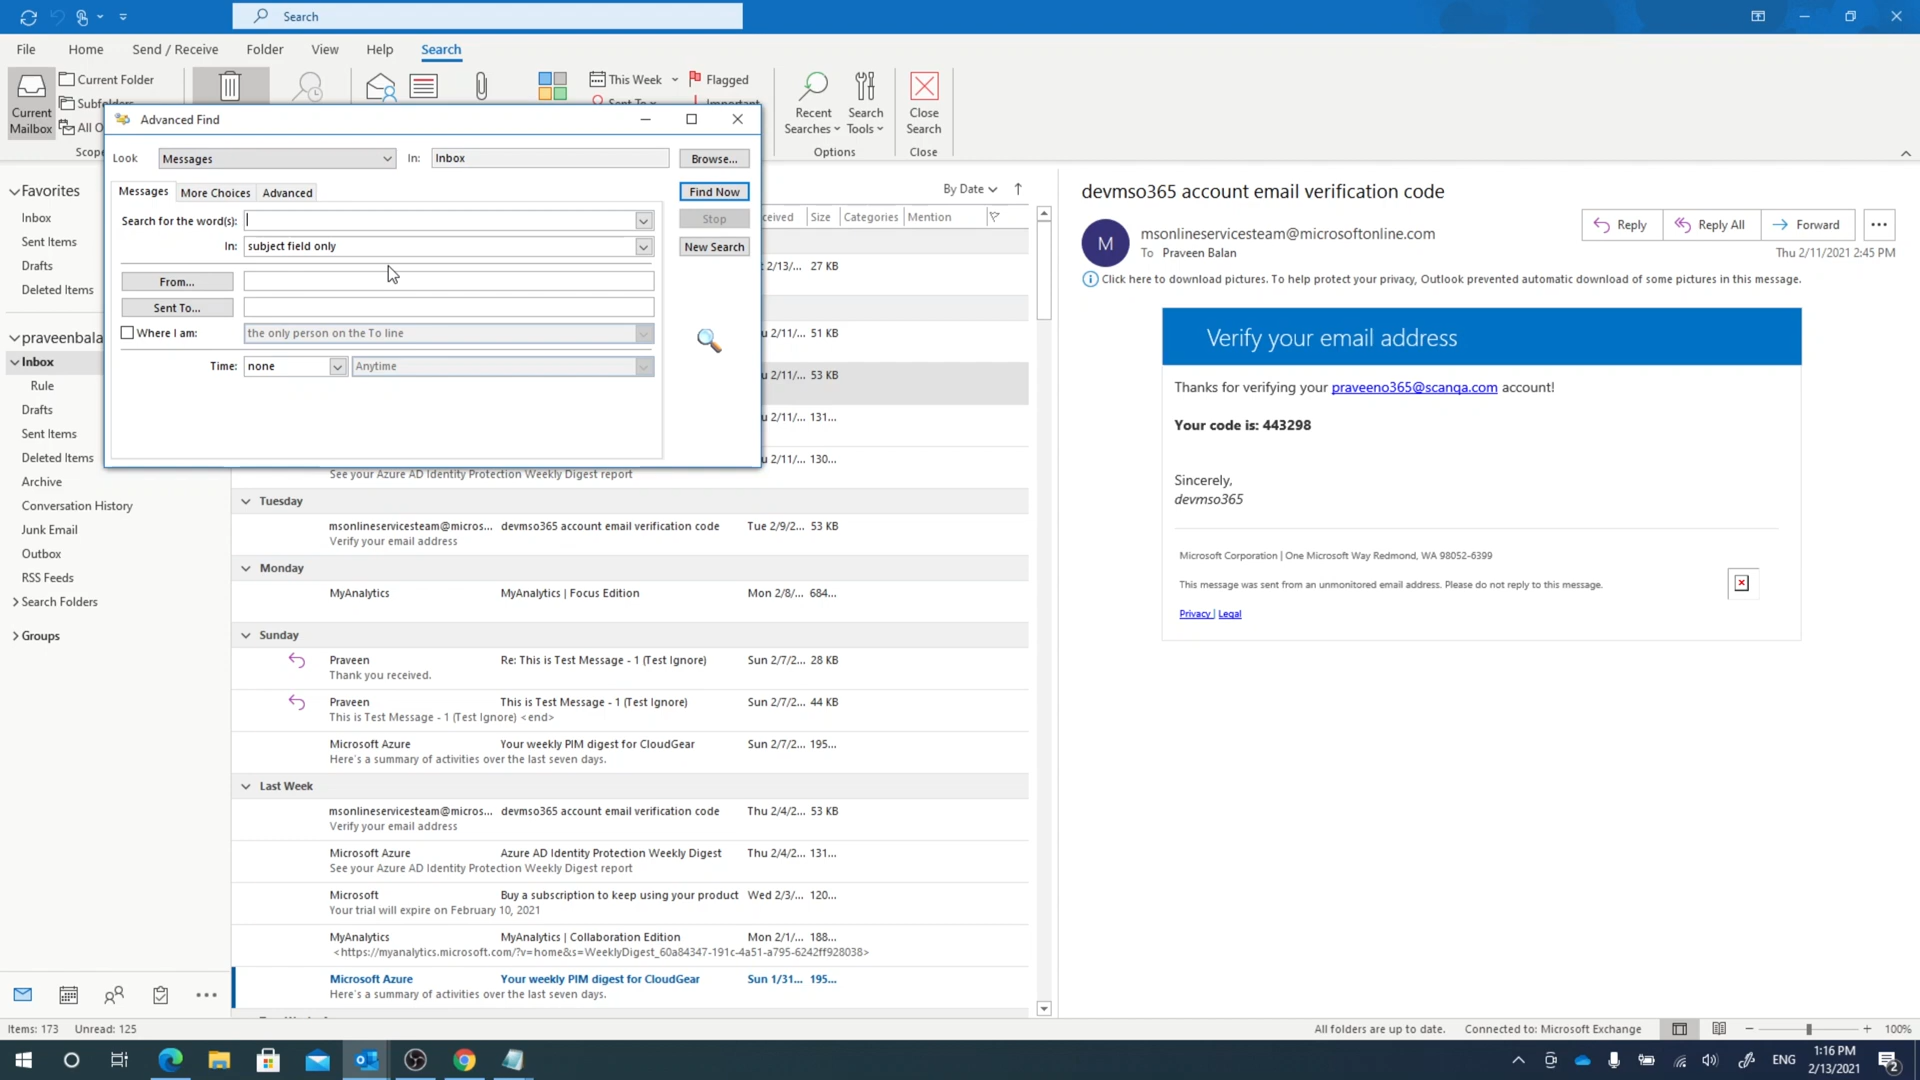 Search
File Home Send / Receive Folder View Help Search
Current Mailbox
Current Folder
Subfolders
This Week
Flagged
Recent Searches
Search Tools
Options
Close Search
Close
Advanced Find
Look Messages In: Inbox Browse...
Messages More Choices Advanced
Find Now
Search for the word(s):
Stop
In: subject field only
New Search
From...
Sent To...
Where I am: the only person on the To line
Time: none Anytime
Favorites
Inbox
Sent Items
Drafts
Deleted Items
praveenbala
Inbox
Rule
Drafts
Sent Items
Deleted Items
Archive
Conversation History
Junk Email
Outbox
RSS Feeds
Search Folders
Groups
By Date
Size Categories Mention
2/13/... 27 KB
2/11/... 51 KB
2/11/... 53 KB
2/11/... 131...
2/11/... 130...
See your Azure AD Identity Protection Weekly Digest report
Tuesday
msonlineservicesteam@micros... devmso365 account email verification code Tue 2/9/2... 53 KB
Verify your email address
Monday
MyAnalytics MyAnalytics | Focus Edition Mon 2/8/... 684...
Sunday
Praveen Re: This is Test Message - 1 (Test Ignore) Sun 2/7/2... 28 KB
Thank you received.
Praveen This is Test Message - 1 (Test Ignore) Sun 2/7/2... 44 KB
This is Test Message - 1 (Test Ignore) <end>
Microsoft Azure Your weekly PIM digest for CloudGear Sun 2/7/2... 195...
Here's a summary of activities over the last seven days.
Last Week
msonlineservicesteam@micros... devmso365 account email verification code Thu 2/4/2... 53 KB
Verify your email address
Microsoft Azure Azure AD Identity Protection Weekly Digest Thu 2/4/2... 131...
See your Azure AD Identity Protection Weekly Digest report
Microsoft Buy a subscription to keep using your product Wed 2/3/... 120...
Your trial will expire on February 10, 2021
MyAnalytics MyAnalytics | Collaboration Edition Mon 2/1/... 188...
<https://myanalytics.microsoft.com/?v=home&s=WeeklyDigest_60a84347-191c-4a51-a795-6242ff928038>
Microsoft Azure Your weekly PIM digest for CloudGear Sun 1/31... 195...
Here's a summary of activities over the last seven days.
devmso365 account email verification code
M
msonlineservicesteam@microsoftonline.com
To Praveen Balan
Reply Reply All Forward
Thu 2/11/2021 2:45 PM
Click here to download pictures. To help protect your privacy, Outlook prevented automatic download of some pictures in this message.
Verify your email address
Thanks for verifying your praveeno365@scanqa.com account!
Your code is: 443298
Sincerely,
devmso365
Microsoft Corporation | One Microsoft Way Redmond, WA 98052-6399
This message was sent from an unmonitored email address. Please do not reply to this message.
Privacy | Legal
Items: 173 Unread: 125
All folders are up to date. Connected to: Microsoft Exchange 100%
ENG
1:16 PM
2/13/2021
2